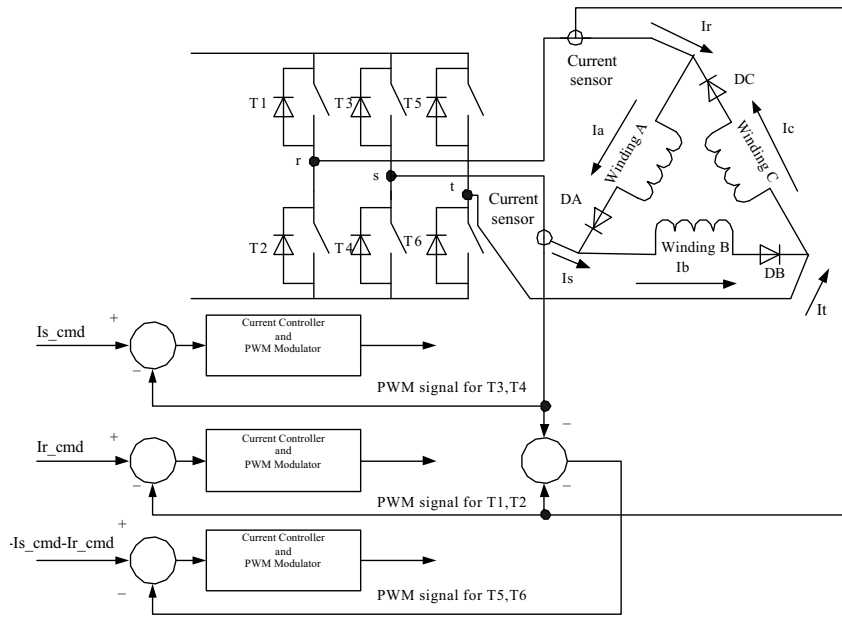 Ir
Current
sensor
DC
T1
T3
T5
Ia
Winding A
Winding C
Ic
r
s
t
Current
sensor
DA
T2
T4
T6
Winding B
DB
Is
Ib
It
+
Is_cmd
−
Current Controller
and
PWM Modulator
PWM signal for T3,T4
+
Ir_cmd
−
Current Controller
and
PWM Modulator
PWM signal for T1,T2
−
−
+
-Is_cmd-Ir_cmd
−
Current Controller
and
PWM Modulator
PWM signal for T5,T6